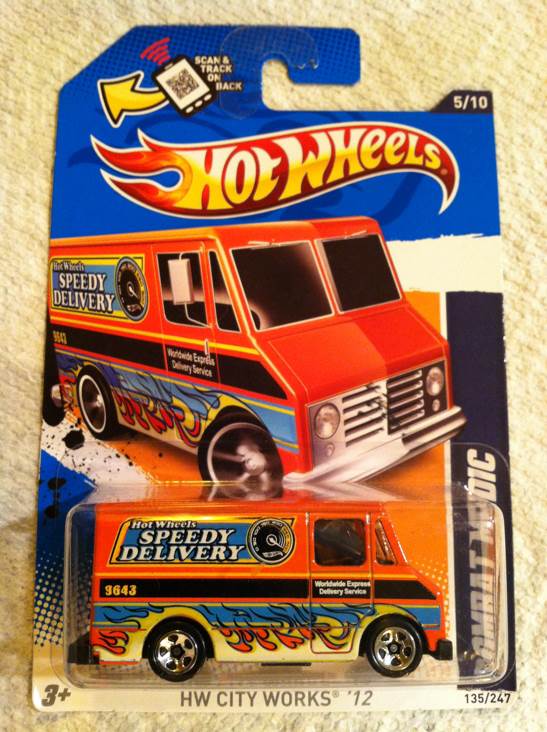 SCAN &
TRACK
ON
BACK
5/10
HOT WHEELS
Hot Wheels
SPEEDY
DELIVERY
9643
Worldwide Express
Delivery Service
Hot Wheels
SPEEDY
DELIVERY
9643
Worldwide Express
Delivery Service
3+
HW CITY WORKS® '12
135/247